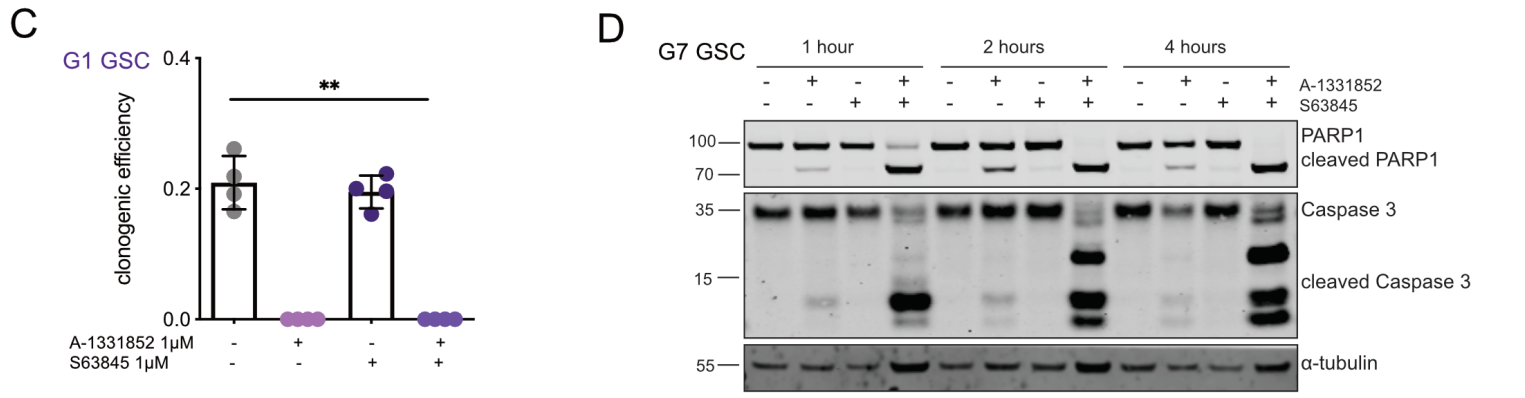 C
G1 GSC
clonogenic efficiency
0.4
0.2
0.0
**
A-1331852 1µM - + - +
S63845 1µM - - + +
D
G7 GSC
1 hour 2 hours 4 hours
- + - + - + - + - + - + A-1331852
- - + + - - + + - - + + S63845
100
70
PARP1
cleaved PARP1
35
15
Caspase 3
cleaved Caspase 3
55
α-tubulin